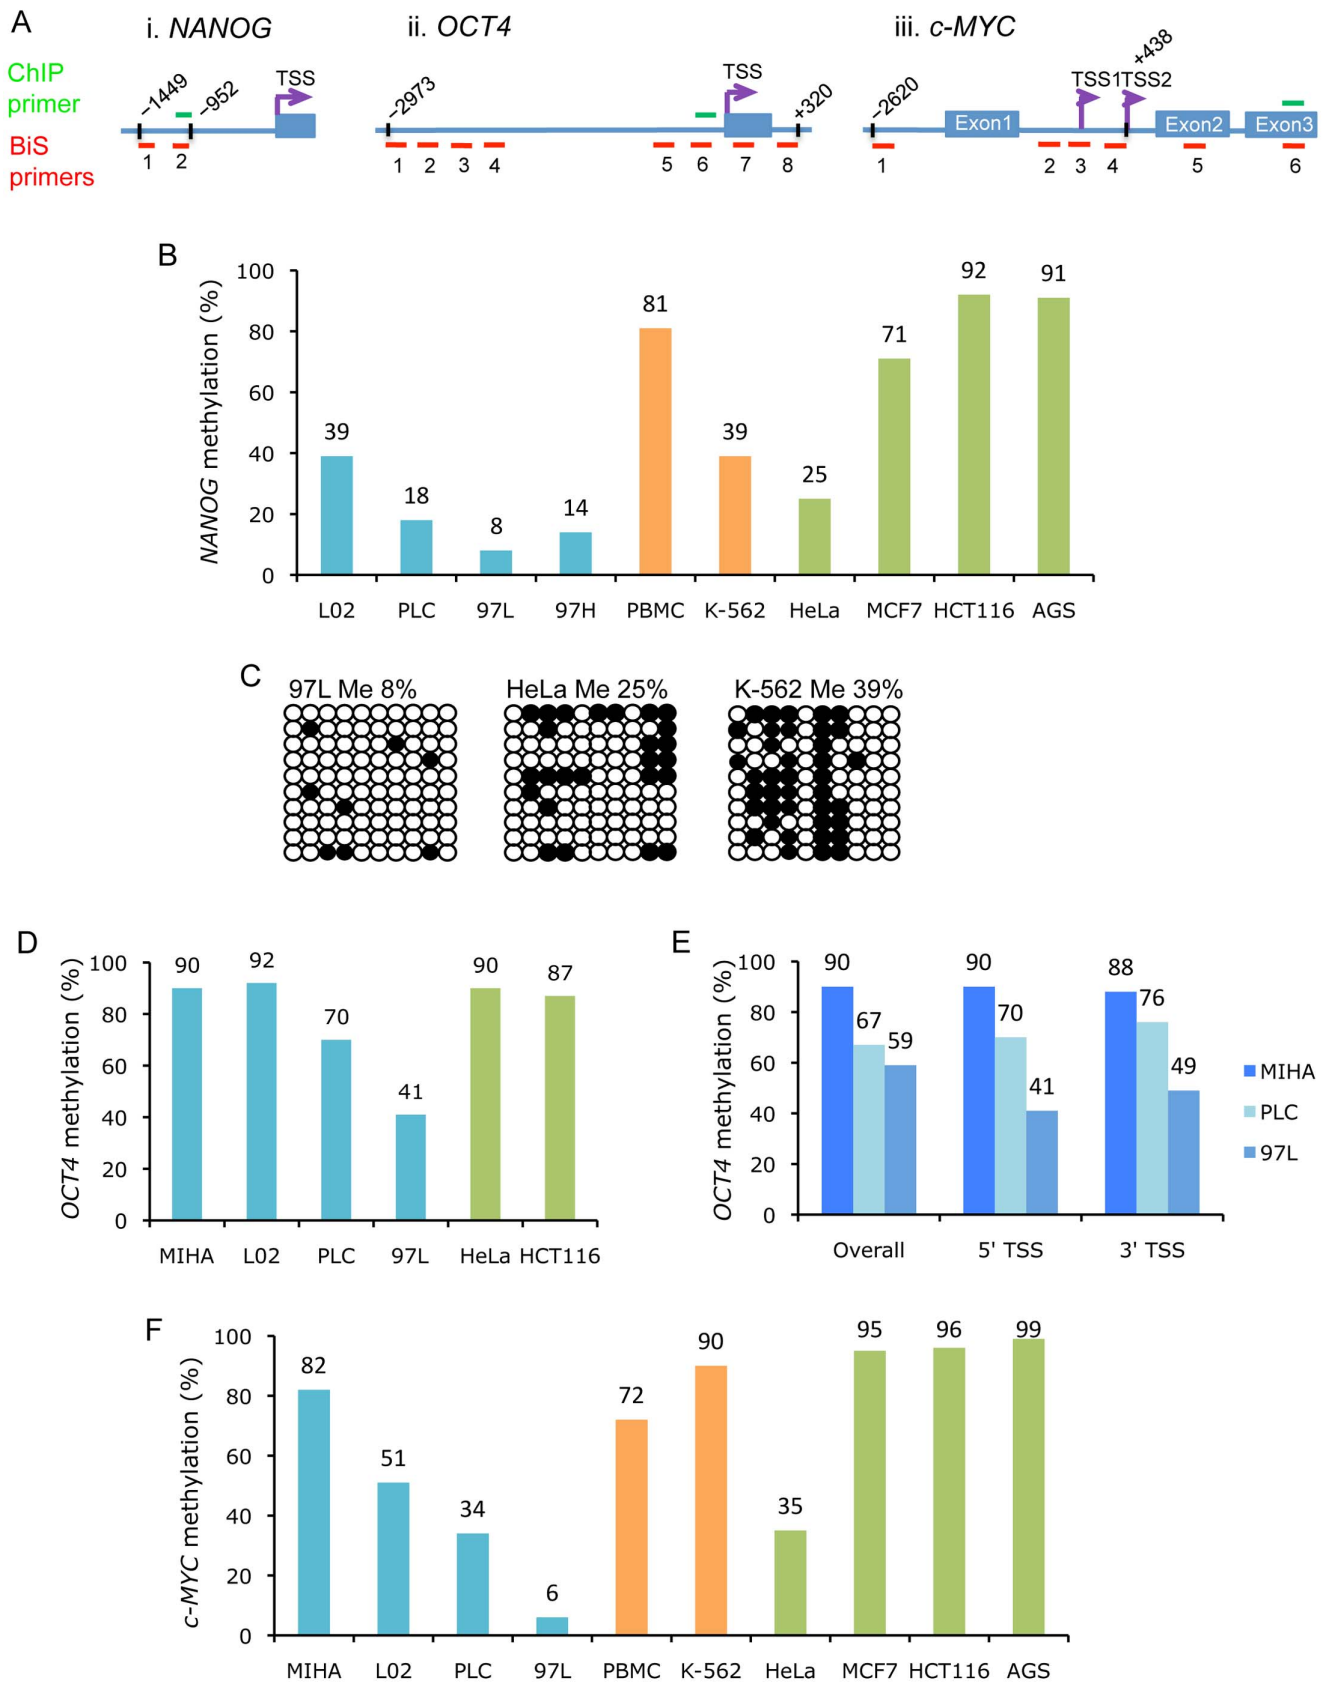 A
i. NANOG
ii. OCT4
iii. c-MYC
ChIP primer
BiS primers
−1449
−952
TSS
1 2
−2973
TSS
+320
1 2 3 4 5 6 7 8
−2620
TSS1 TSS2
+438
Exon1 Exon2 Exon3
1 2 3 4 5 6
B
NANOG methylation (%)
100
80
60
40
20
0
39 18 8 14 81 39 25 71 92 91
L02 PLC 97L 97H PBMC K-562 HeLa MCF7 HCT116 AGS
C
97L Me 8%
HeLa Me 25%
K-562 Me 39%
D
OCT4 methylation (%)
100
80
60
40
20
0
90 92 70 41 90 87
MIHA L02 PLC 97L HeLa HCT116
E
OCT4 methylation (%)
100
80
60
40
20
0
90 67 59 90 70 41 88 76 49
Overall 5' TSS 3' TSS
MIHA
PLC
97L
F
c-MYC methylation (%)
100
80
60
40
20
0
82 51 34 6 72 90 35 95 96 99
MIHA L02 PLC 97L PBMC K-562 HeLa MCF7 HCT116 AGS